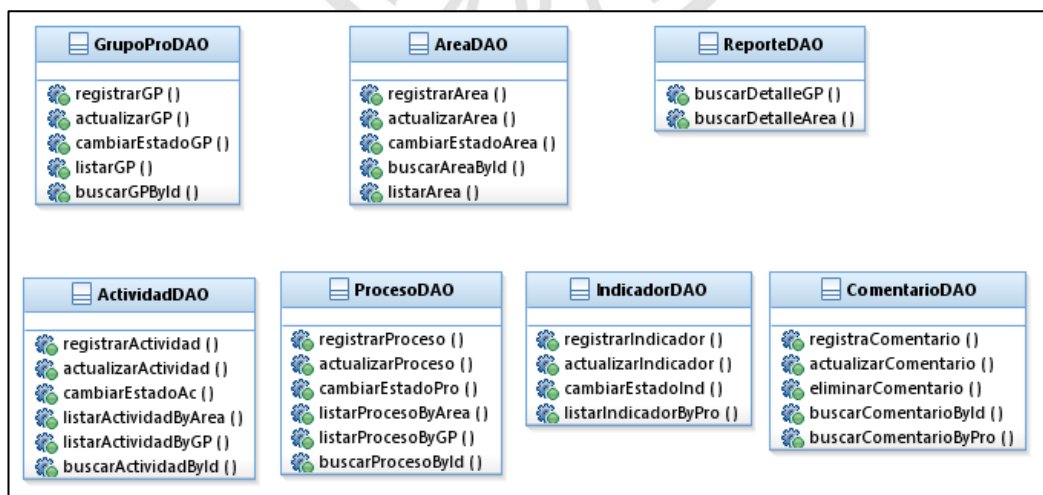 GrupoProDAO
registrarGP ( )
actualizarGP ( )
cambiarEstadoGP ( )
listarGP ( )
buscarGPById ( )
AreaDAO
registrarArea ( )
actualizarArea ( )
cambiarEstadoArea ( )
buscarAreaById ( )
listarArea ( )
ReporteDAO
buscarDetalleGP ( )
buscarDetalleArea ( )
ActividadDAO
registrarActividad ( )
actualizarActividad ( )
cambiarEstadoAc ( )
listarActividadByArea ( )
listarActividadByGP ( )
buscarActividadById ( )
ProcesoDAO
registrarProceso ( )
actualizarProceso ( )
cambiarEstadoPro ( )
listarProcesoByArea ( )
listarProcesoByGP ( )
buscarProcesoById ( )
IndicadorDAO
registrarIndicador ( )
actualizarIndicador ( )
cambiarEstadoInd ( )
listarIndicadorByPro ( )
ComentarioDAO
registraComentario ( )
actualizarComentario ( )
eliminarComentario ( )
buscarComentarioById ( )
buscarComentarioByPro ( )